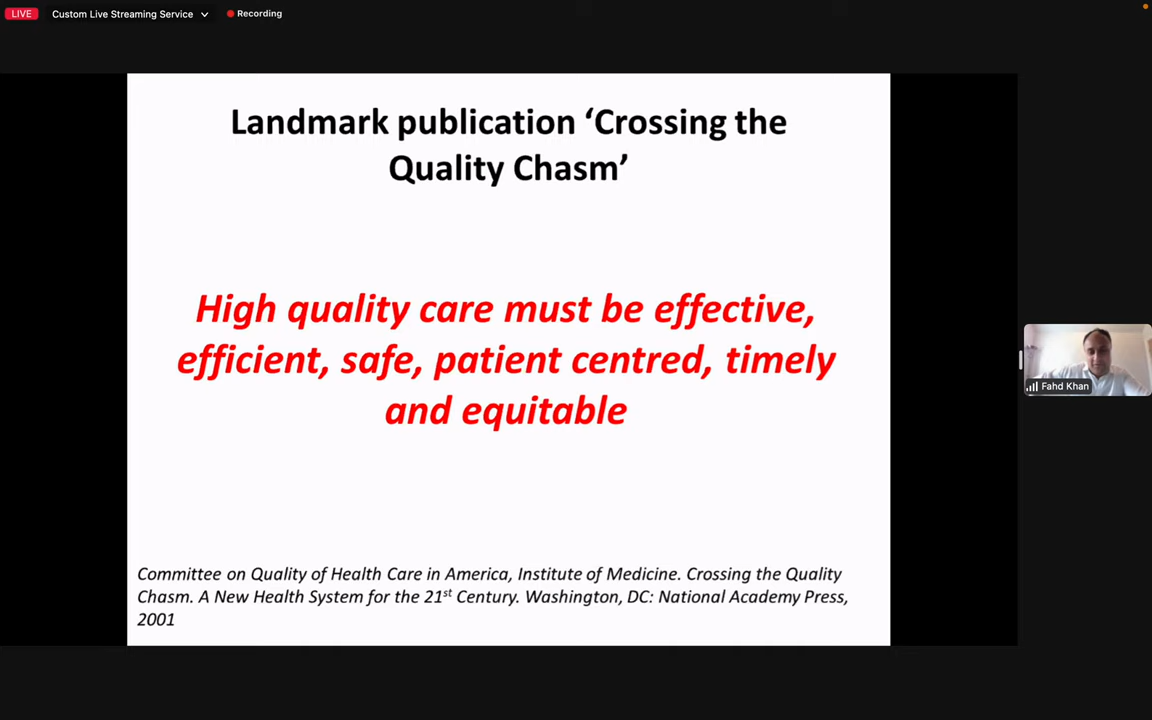 LIVE Custom Live Streaming Service Recording
Landmark publication ‘Crossing the
Quality Chasm’
High quality care must be effective,
efficient, safe, patient centred, timely
and equitable
Fahd Khan
Committee on Quality of Health Care in America, Institute of Medicine. Crossing the Quality
Chasm. A New Health System for the 21st Century. Washington, DC: National Academy Press,
2001